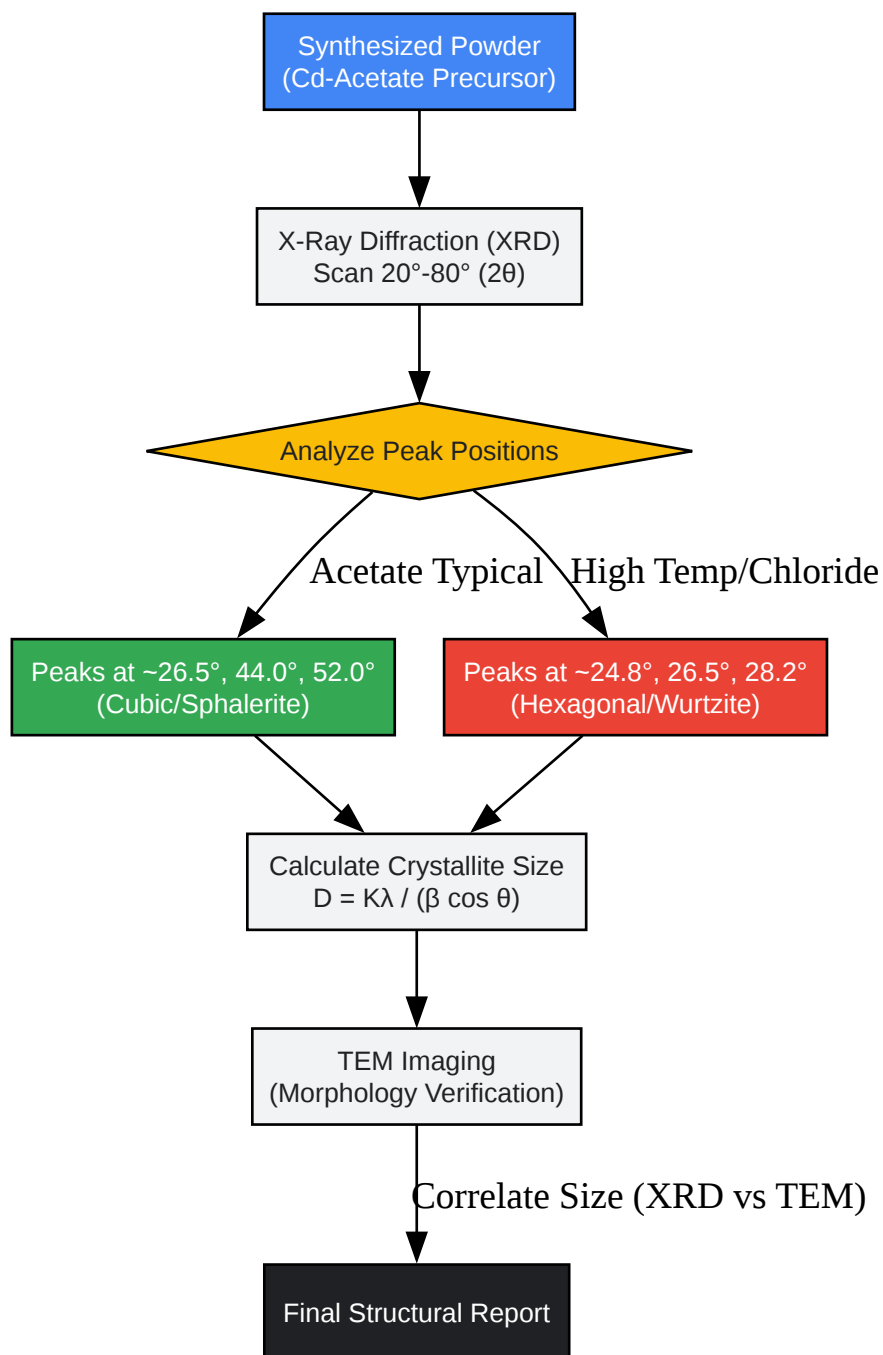 Synthesized Powder
(Cd-Acetate Precursor)
X-Ray Diffraction (XRD)
Scan 20°-80° (2θ)
Analyze Peak Positions
Acetate Typical
High Temp/Chloride
Peaks at ~26.5°, 44.0°, 52.0°
(Cubic/Sphalerite)
Peaks at ~24.8°, 26.5°, 28.2°
(Hexagonal/Wurtzite)
Calculate Crystallite Size
D = Kλ / (β cos θ)
TEM Imaging
(Morphology Verification)
Correlate Size (XRD vs TEM)
Final Structural Report